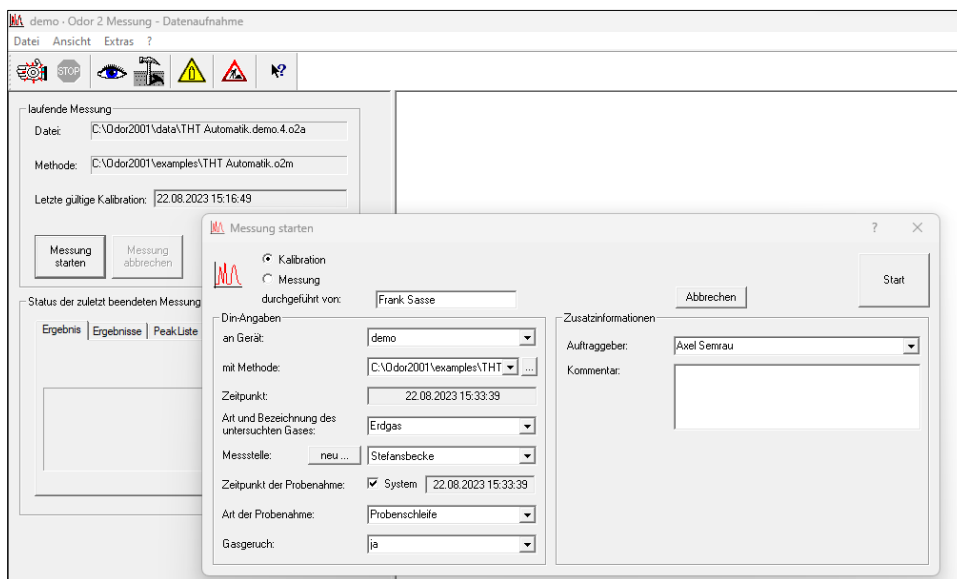 demo - Odor 2 Messung - Datenaufnahme
Datei Ansicht Extras ?
STOP
?
laufende Messung
Datei: C:\Odor2001\data\THT Automatik.demo.4.o2a
Methode: C:\Odor2001\examples\THT Automatik.o2m
Letzte gültige Kalibration: 22.08.2023 15:16:49
Messung starten
Messung abbrechen
Status der zuletzt beendeten Messung
Ergebnis Ergebnisse PeakListe
Messung starten ?
Kalibration
Messung
durchgeführt von: Frank Sasse
Abbrechen
Start
Din-Angaben
an Gerät: demo
mit Methode: C:\Odor2001\examples\THT ...
Zeitpunkt: 22.08.2023 15:33:39
Art und Bezeichnung des
untersuchten Gases: Erdgas
Messstelle: neu ... Stefansbecke
Zeitpunkt der Probenahme: System 22.08.2023 15:33:39
Art der Probenahme: Probenschleife
Gasgeruch: ja
Zusatzinformationen
Auftraggeber: Axel Semrau
Kommentar: